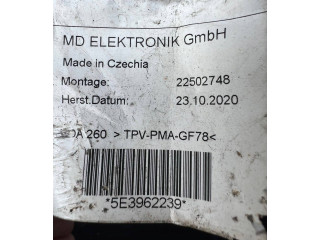 MD ELEKTRONIK GmbH
Made in Czechia
Montage: 22502748
Herst.Datum: 23.10.2020
260 >TPV-PMA-GF78<
*5E3962239*